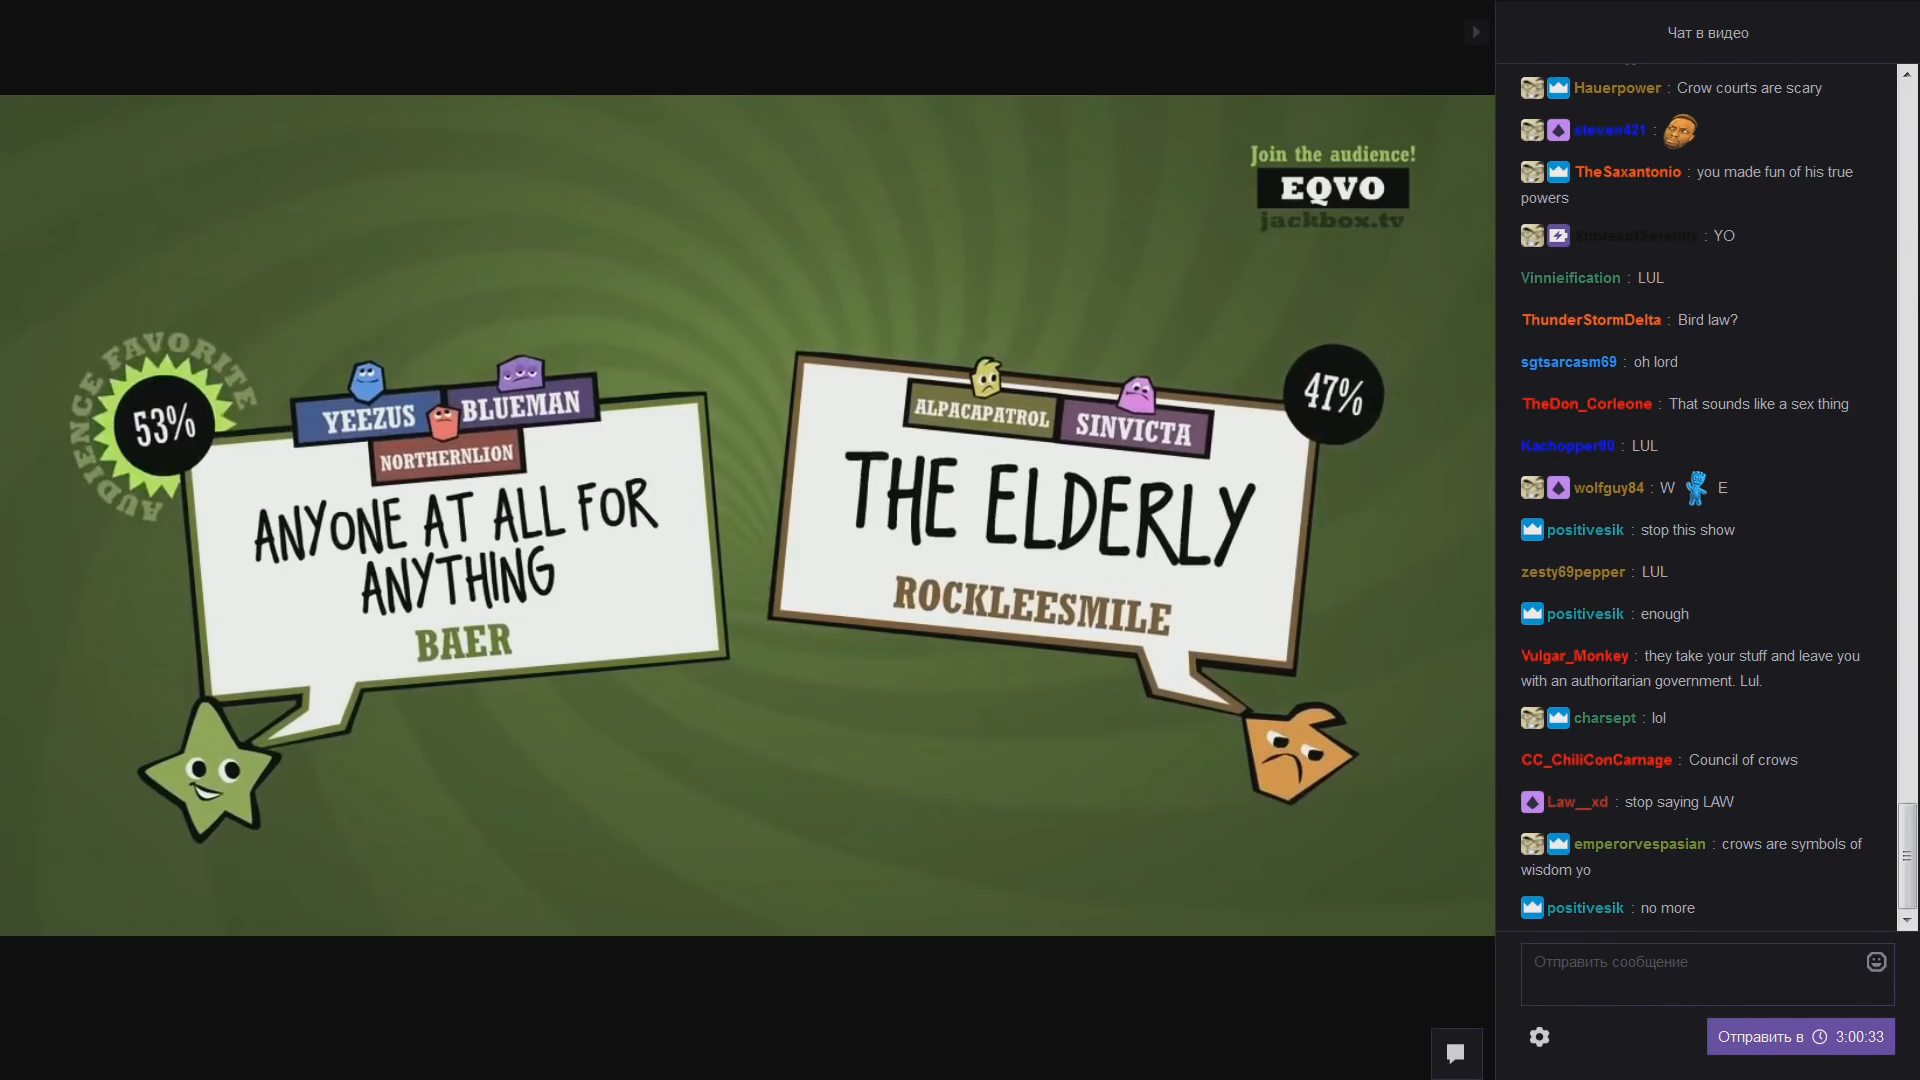 Join the audience!
EQVO
jackbox.tv
AUDIENCE FAVORITE
53%
YEEZUS
BLUEMAN
NORTHERNLION
ANYONE AT ALL FOR
ANYTHING
BAER
47%
ALPACAPATROL
SINVICTA
THE ELDERLY
ROCKLEESMILE
Чат в видео
Hauerpower : Crow courts are scary
steven421 :
TheSaxantonio : you made fun of his true
powers
ShoresofSerenity : YO
Vinnieification : LUL
ThunderStormDelta : Bird law?
sgtsarcasm69 : oh lord
TheDon_Corleone : That sounds like a sex thing
Kachopper90 : LUL
wolfguy84 : W E
positivesik : stop this show
zesty69pepper : LUL
positivesik : enough
Vulgar_Monkey : they take your stuff and leave you
with an authoritarian government. Lul.
charsept : lol
CC_ChiliConCarnage : Council of crows
Law__xd : stop saying LAW
emperorvespasian : crows are symbols of
wisdom yo
positivesik : no more
Отправить сообщение
Отправить в 3:00:33